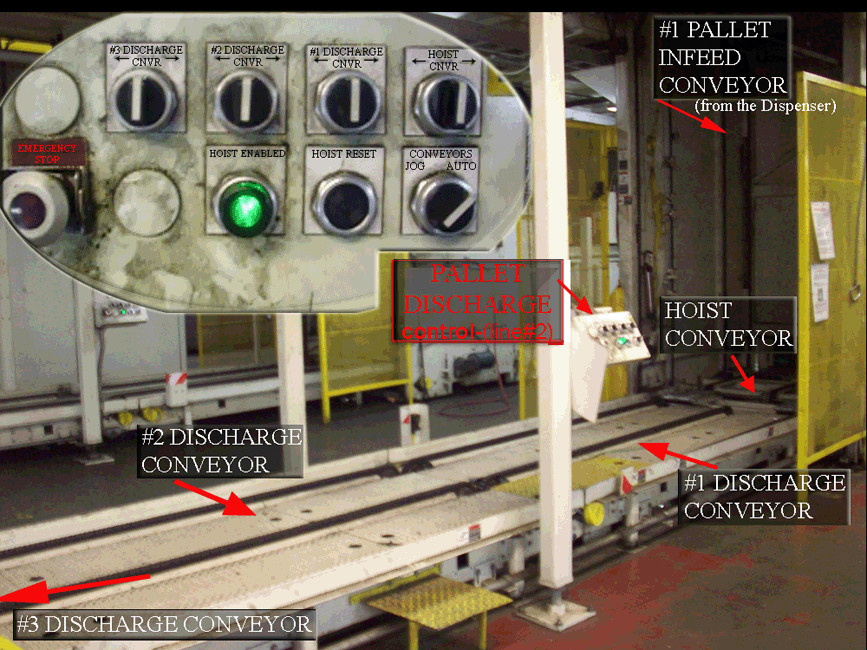 #3 DISCHARGE
CNVR
#2 DISCHARGE
CNVR
#1 DISCHARGE
CNVR
HOIST
CNVR
EMERGENCY
STOP
HOIST ENABLED
HOIST RESET
CONVEYORS
JOG AUTO
#1 PALLET
INFEED
CONVEYOR
(from the Dispenser)
PALLET
DISCHARGE
control-(line#2)
HOIST
CONVEYOR
#2 DISCHARGE
CONVEYOR
#1 DISCHARGE
CONVEYOR
#3 DISCHARGE CONVEYOR